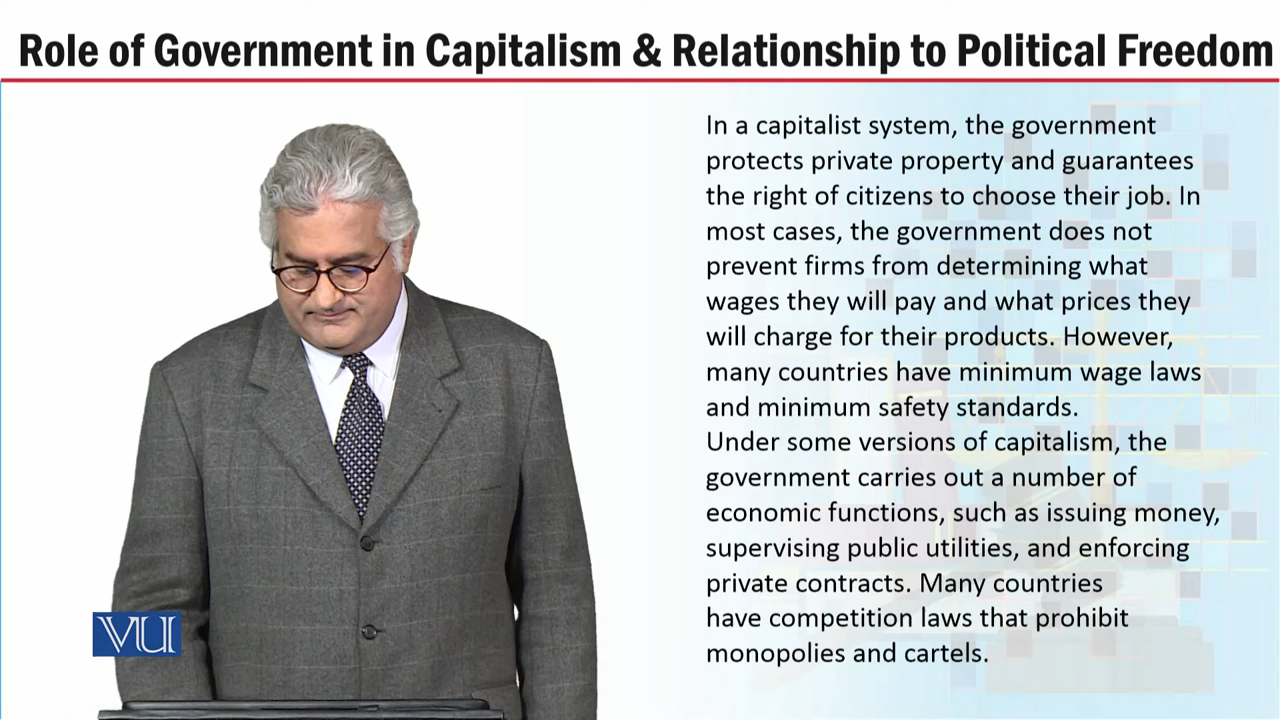 Role of Government in Capitalism & Relationship to Political Freedom
In a capitalist system, the government
protects private property and guarantees
the right of citizens to choose their job. In
most cases, the government does not
prevent firms from determining what
wages they will pay and what prices they
will charge for their products. However,
many countries have minimum wage laws
and minimum safety standards.
Under some versions of capitalism, the
government carries out a number of
economic functions, such as issuing money,
supervising public utilities, and enforcing
private contracts. Many countries
have competition laws that prohibit
monopolies and cartels.
VU